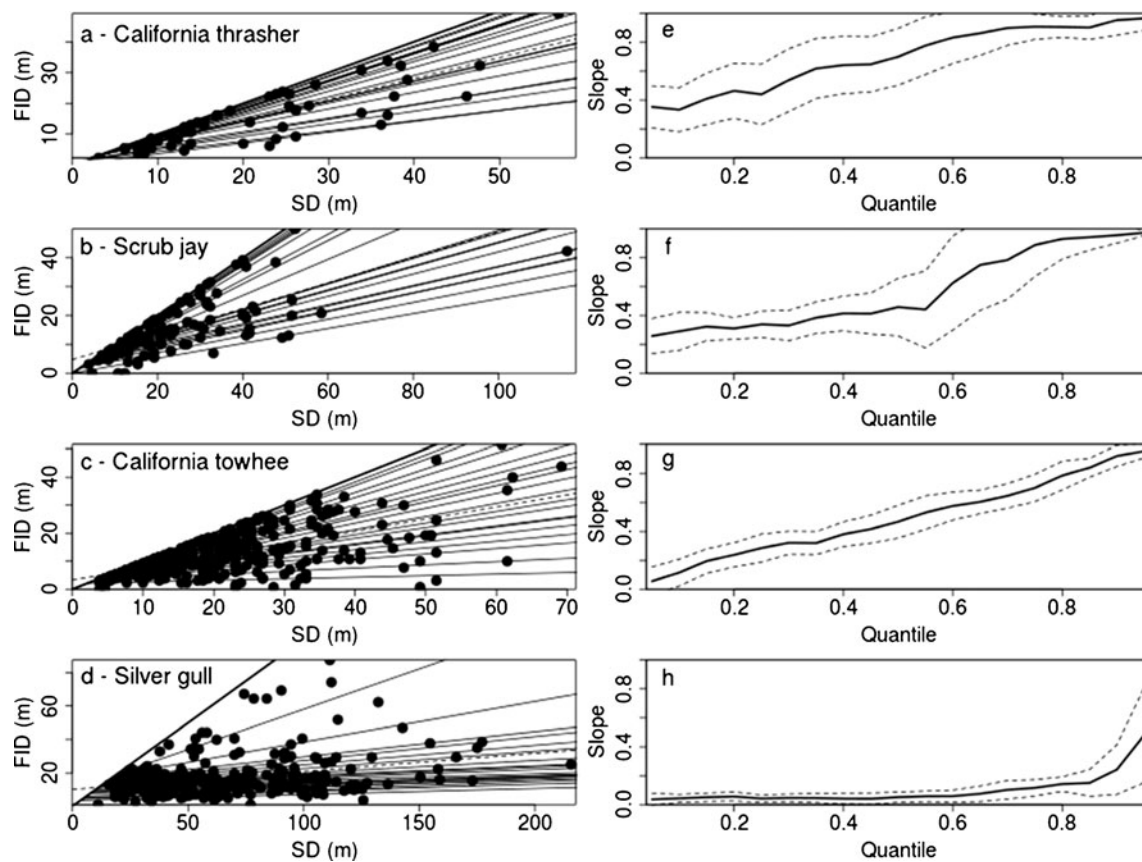 a - California thrasher
FID (m)
10 30
0 10 20 30 40 50
SD (m)
e
Slope
0.0 0.4 0.8
0.2 0.4 0.6 0.8
Quantile
b - Scrub jay
FID (m)
0 20 40
0 20 40 60 80 100
SD (m)
f
Slope
0.0 0.4 0.8
0.2 0.4 0.6 0.8
Quantile
c - California towhee
FID (m)
0 20 40
0 10 20 30 40 50 60 70
SD (m)
g
Slope
0.0 0.4 0.8
0.2 0.4 0.6 0.8
Quantile
d - Silver gull
FID (m)
20 60
0 50 100 150 200
SD (m)
h
Slope
0.0 0.4 0.8
0.2 0.4 0.6 0.8
Quantile